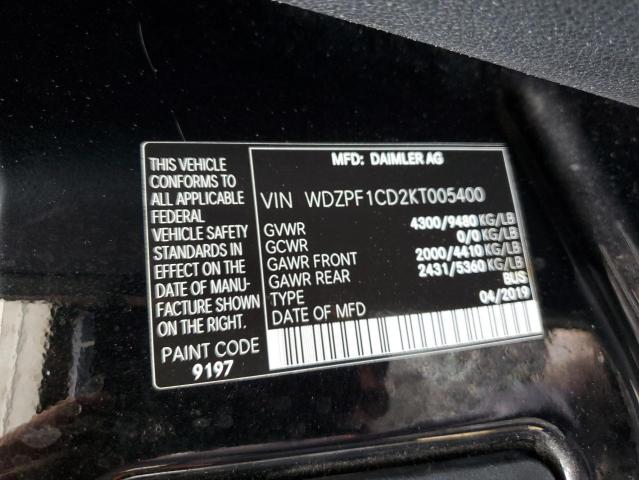 THIS VEHICLE
CONFORMS TO
ALL APPLICABLE
FEDERAL
VEHICLE SAFETY
STANDARDS IN
EFFECT ON THE
DATE OF MANU-
FACTURE SHOWN
ON THE RIGHT.
PAINT CODE
9197
MFD: DAIMLER AG
VIN WDZPF1CD2KT005400
GVWR 4300/9480 KG/LB
GCWR 0/0 KG/LB
GAWR FRONT 2000/4410 KG/LB
GAWR REAR 2431/5360 KG/LB
TYPE BUS
DATE OF MFD 04/2019